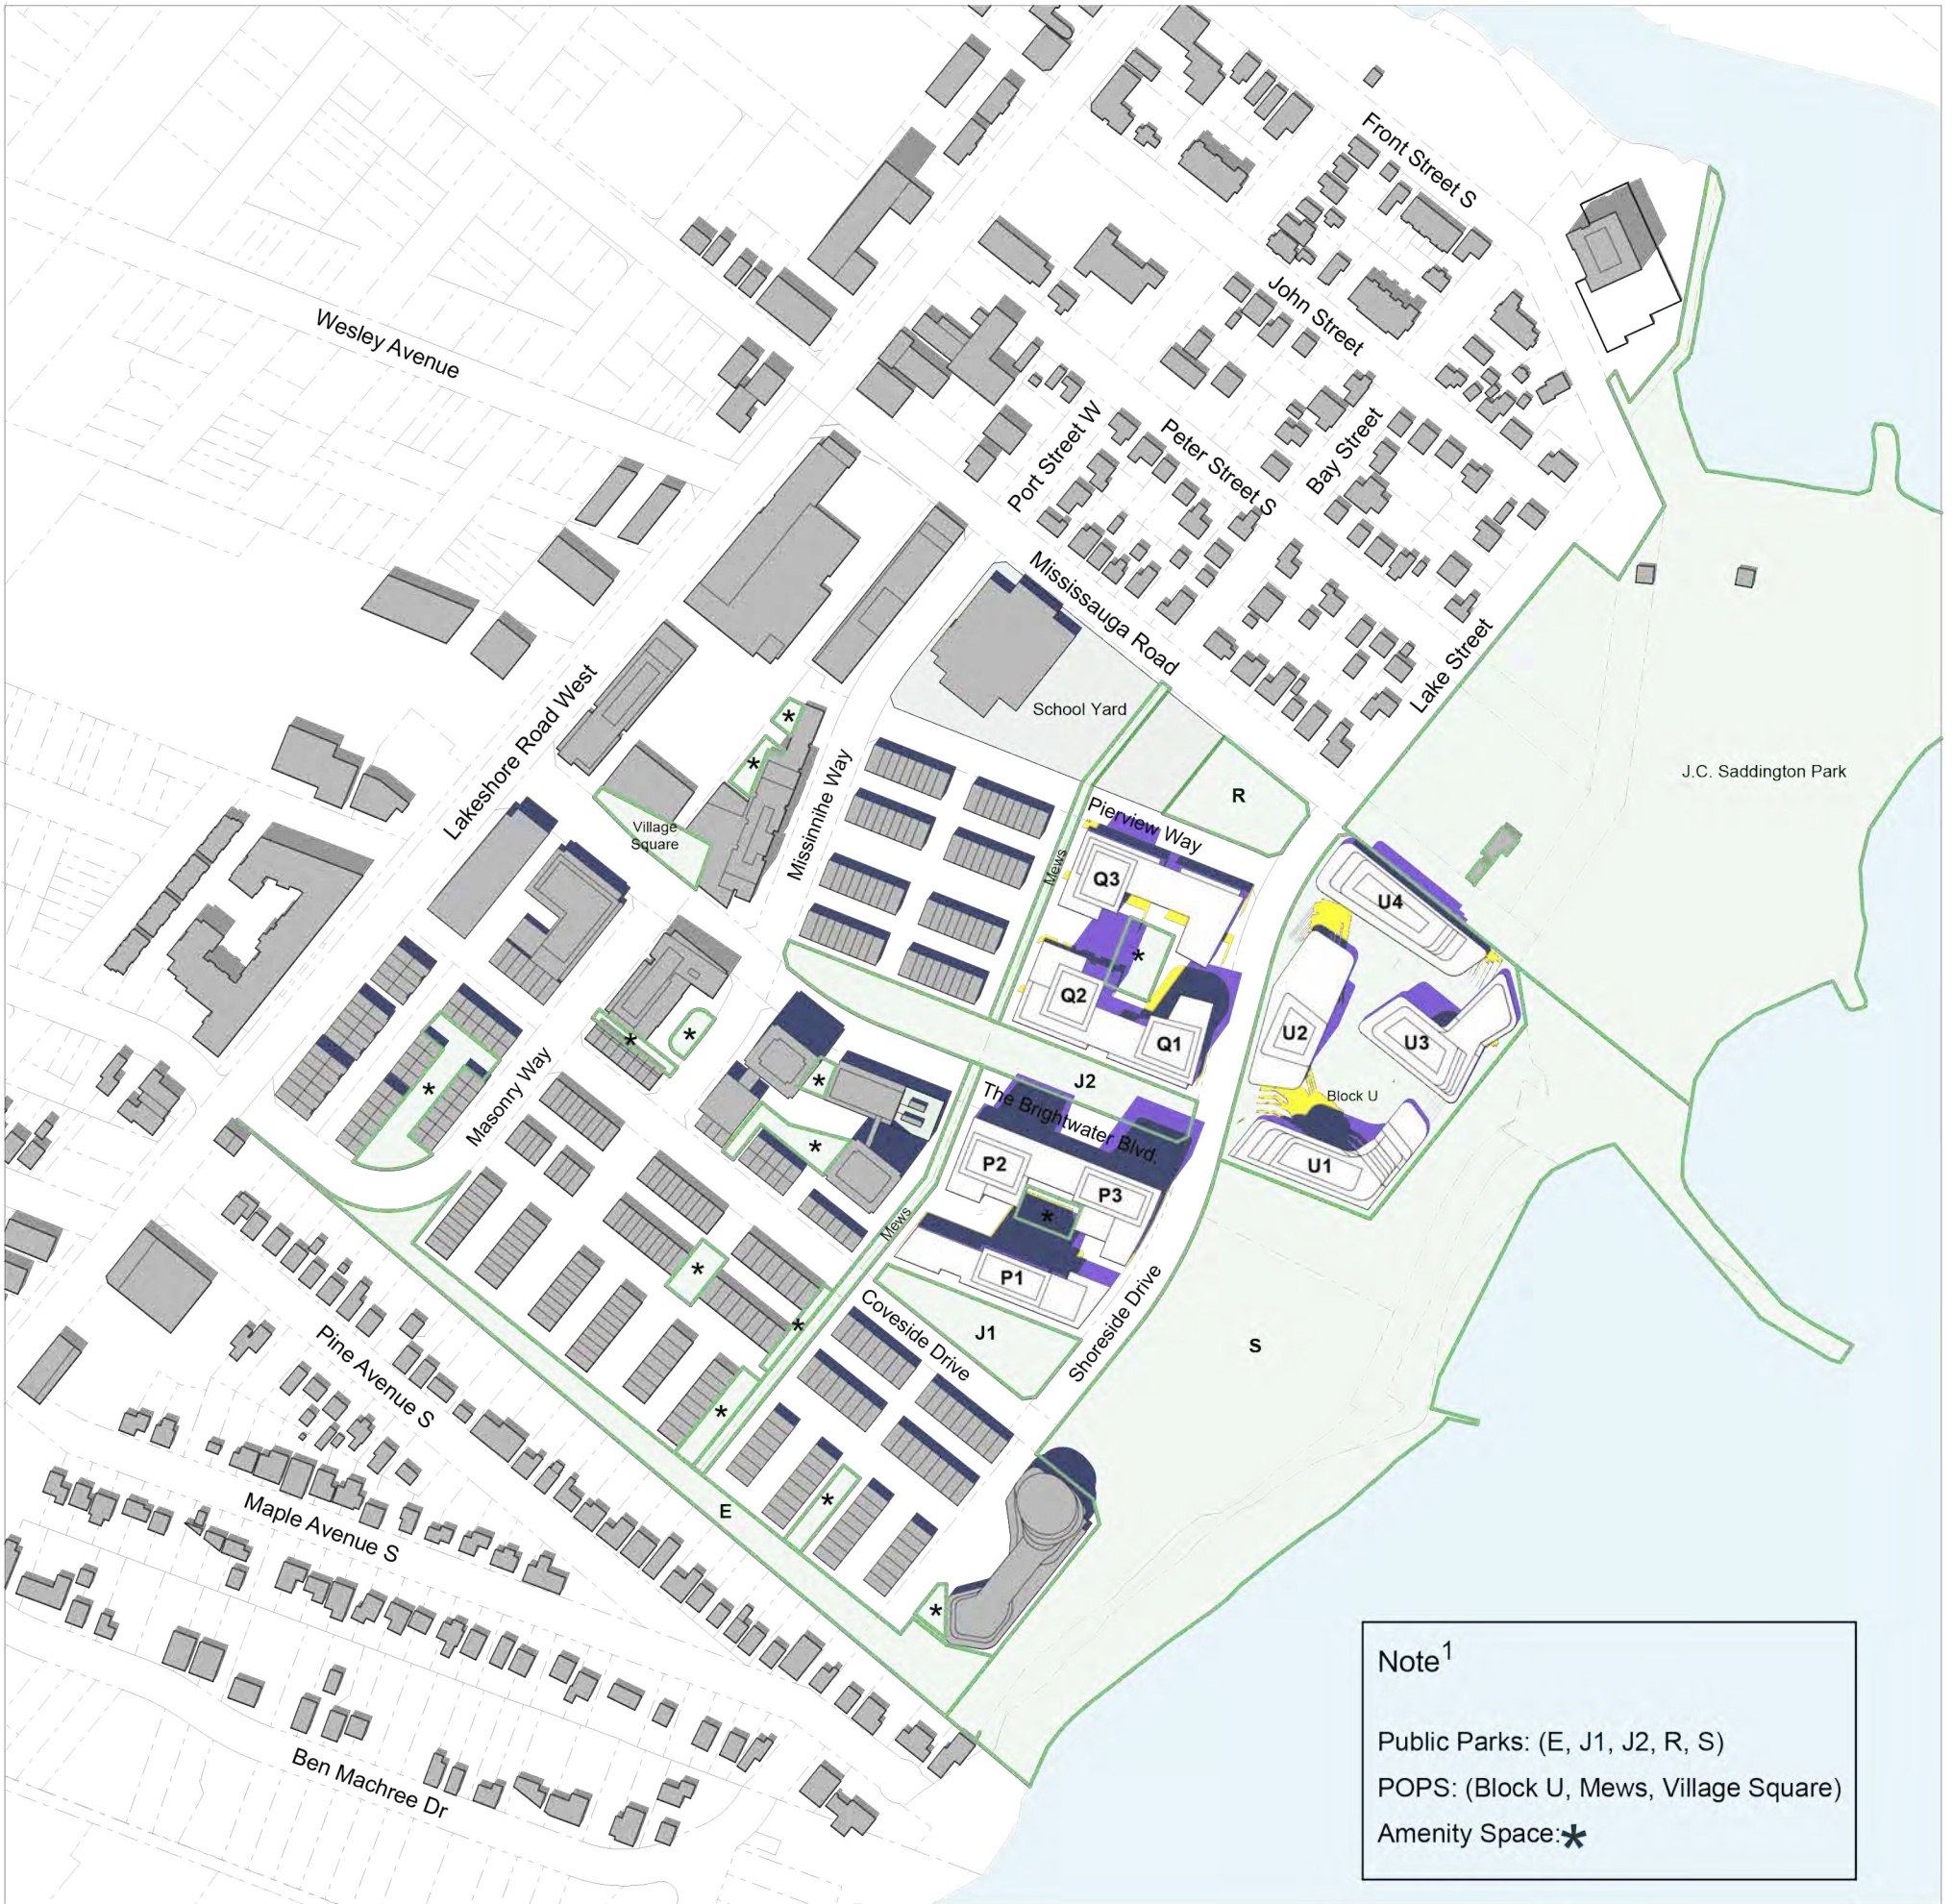 Front Street S
Wesley Avenue
John Street
Port Street W
Peter Street S
Bay Street
Mississauga Road
Lake Street
Lakeshore Road West
School Yard
J.C. Saddington Park
*
*
R
Missinnihe Way
Pierview Way
Village
Square
Mews
Q3
U4
*
Q2
U2
Q1
U3
*
*
J2
*
*
Masonry Way
The Brightwater Blvd.
Block U
*
P2
U1
P3
*
Mews
*
P1
Coveside Drive
*
J1
Shoreside Drive
S
Pine Avenue S
*
*
E
Maple Avenue S
*
Ben Machree Dr
Note1
Public Parks: (E, J1, J2, R, S)
POPS: (Block U, Mews, Village Square)
Amenity Space:*